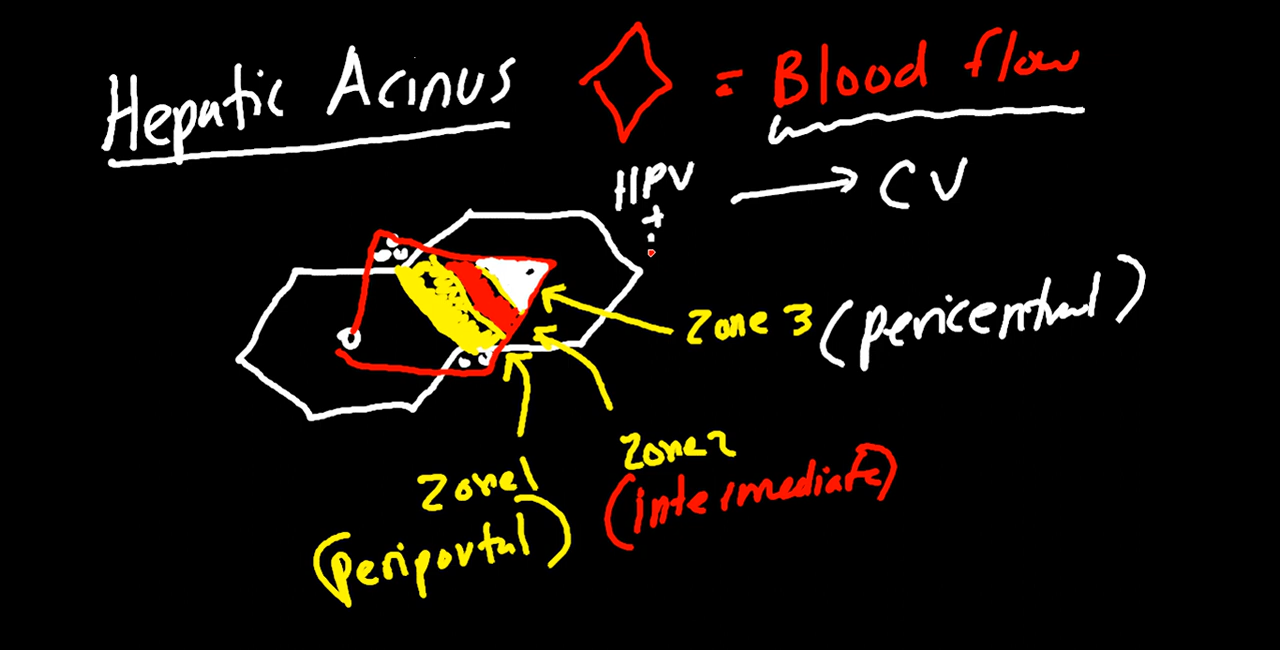 Hepatic Acinus = Blood flow
HPV → CV
+
Zone 3 (pericentral)
Zone 2
(intermediate)
Zone 1
(periportal)